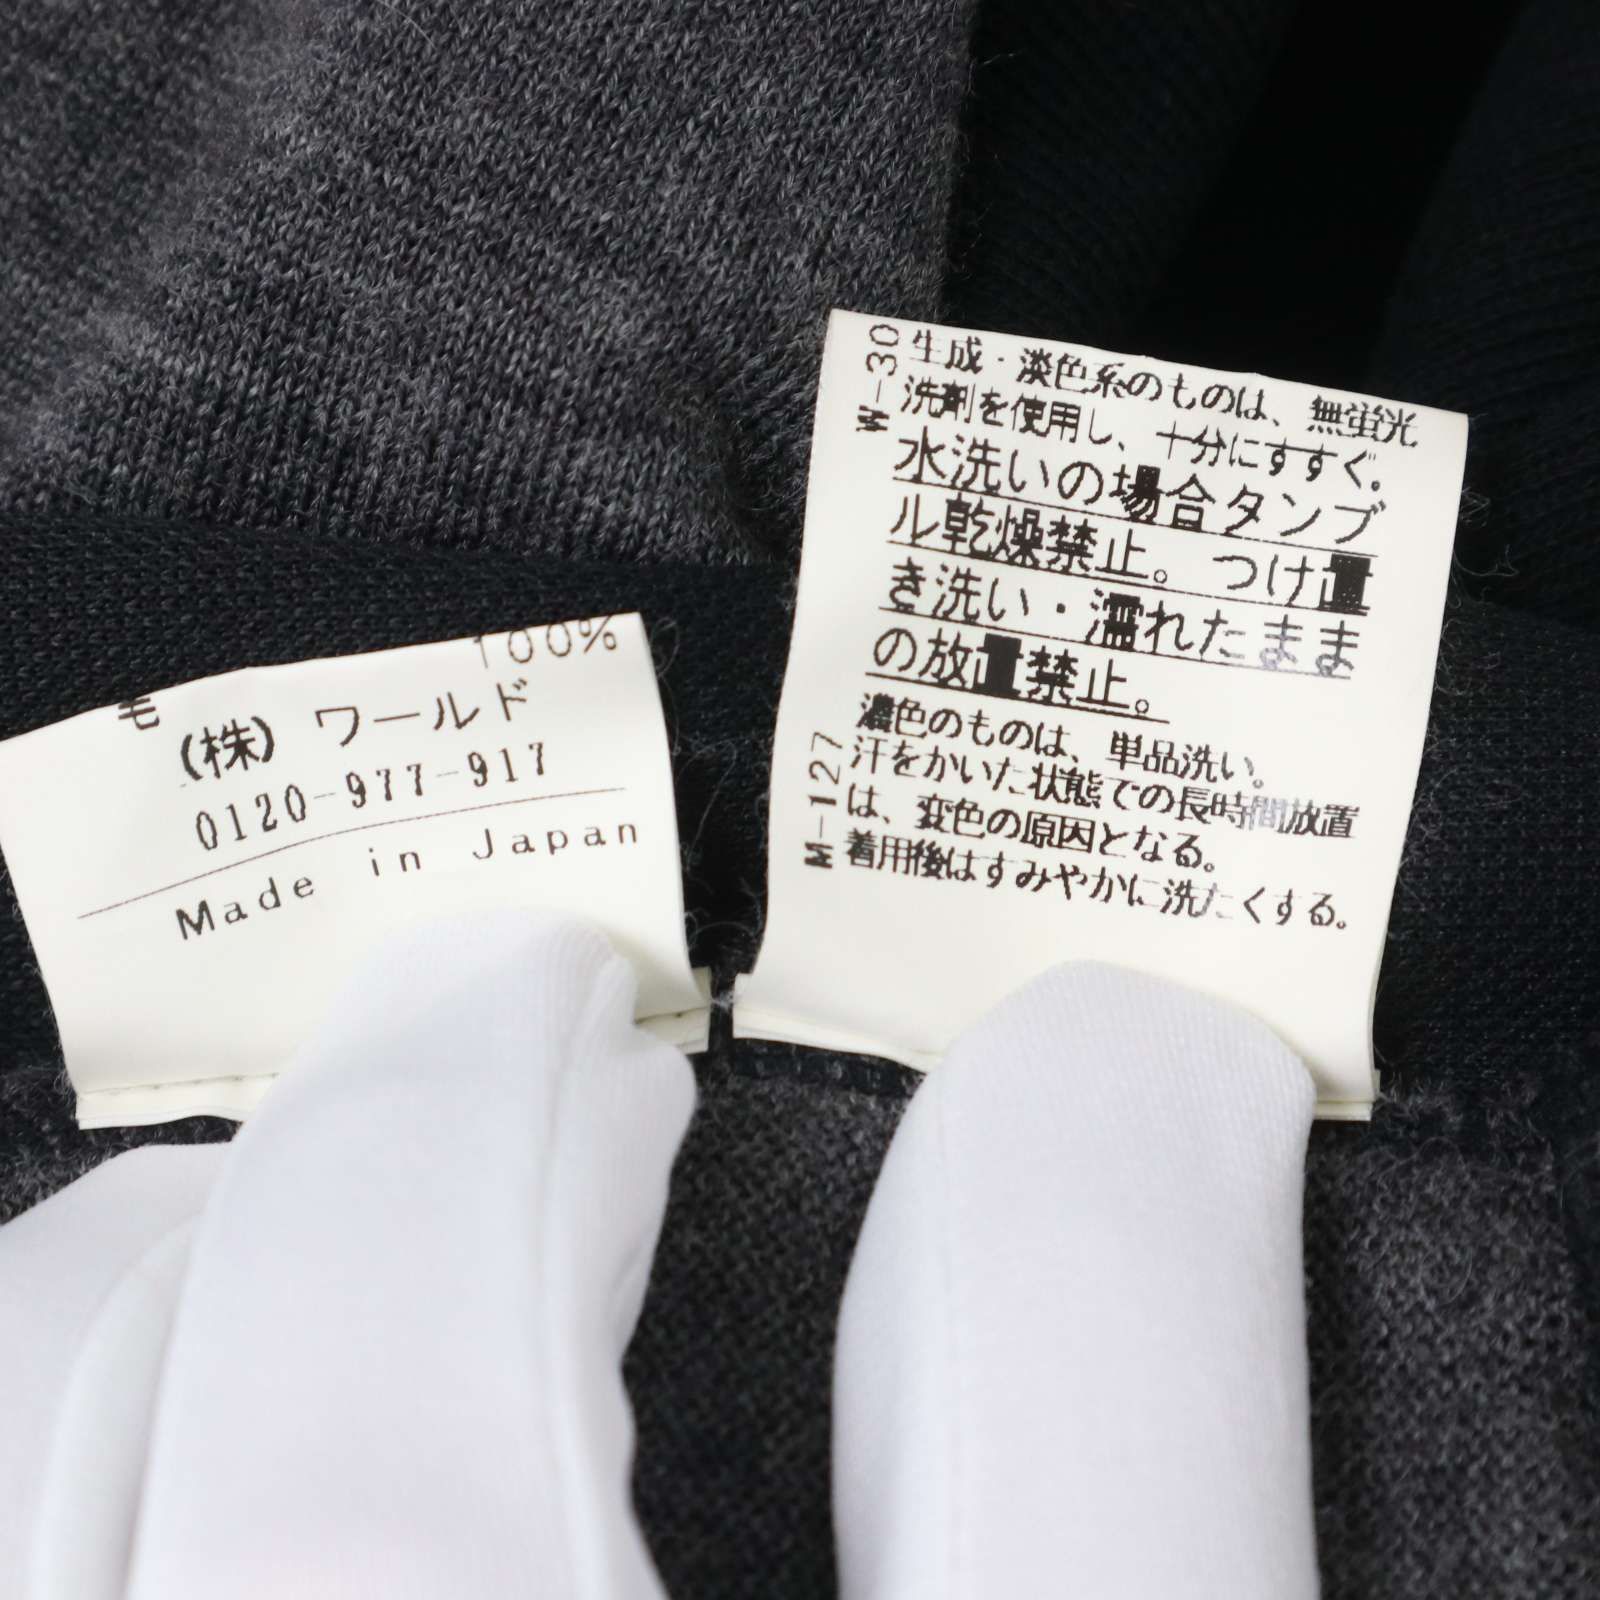 毛 100%
(株) ワールド
0120-977-917
Made in Japan
W-30
生成・淡色系のものは、無蛍光
洗剤を使用し、十分にすすぐ。
水洗いの場合タンブ
ル乾燥禁止。つけ置
き洗い・濡れたまま
の放置禁止。
M-127
濃色のものは、単品洗い。
汗をかいた状態での長時間放置
は、変色の原因となる。
着用後はすみやかに洗たくする。